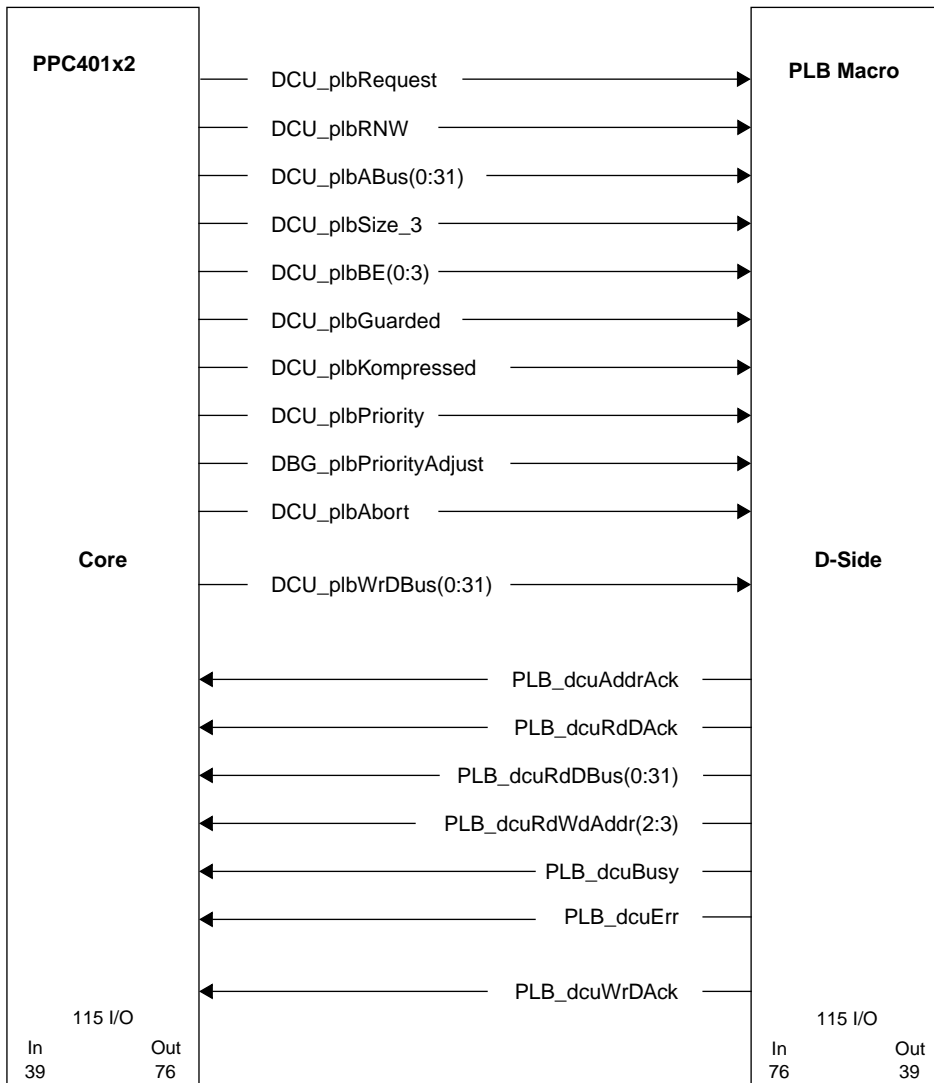 PPC401x2
PLB Macro
DCU_plbRequest
DCU_plbRNW
DCU_plbABus(0:31)
DCU_plbSize_3
DCU_plbBE(0:3)
DCU_plbGuarded
DCU_plbKompressed
DCU_plbPriority
DBG_plbPriorityAdjust
DCU_plbAbort
Core
D-Side
DCU_plbWrDBus(0:31)
PLB_dcuAddrAck
PLB_dcuRdDAck
PLB_dcuRdDBus(0:31)
PLB_dcuRdWdAddr(2:3)
PLB_dcuBusy
PLB_dcuErr
PLB_dcuWrDAck
115 I/O
In Out
39 76
115 I/O
In Out
76 39